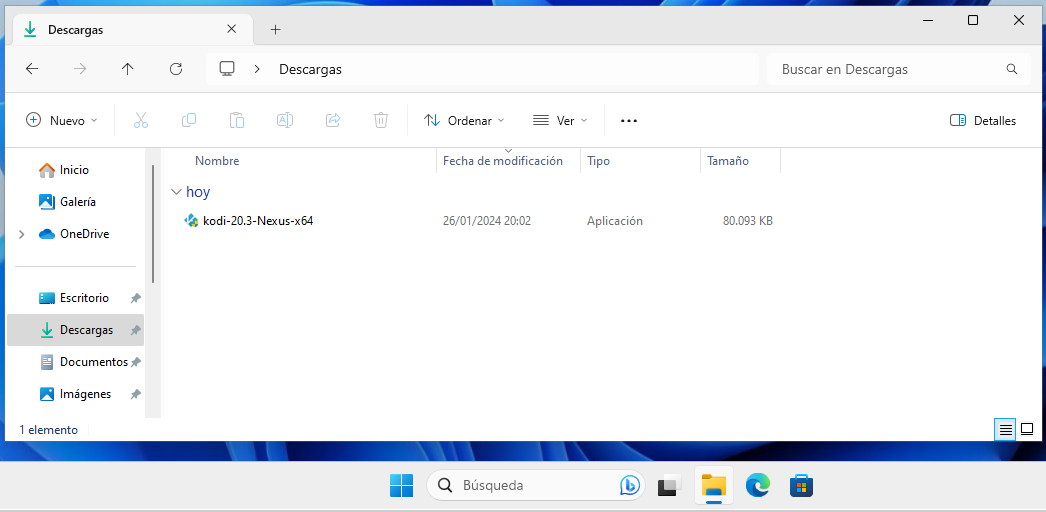 Descargas
Descargas
Buscar en Descargas
Nuevo
Ordenar
Ver
Detalles
Nombre
Fecha de modificación
Tipo
Tamaño
hoy
kodi-20.3-Nexus-x64
26/01/2024 20:02
Aplicación
80.093 KB
Inicio
Galería
OneDrive
Escritorio
Descargas
Documentos
Imágenes
1 elemento
Búsqueda